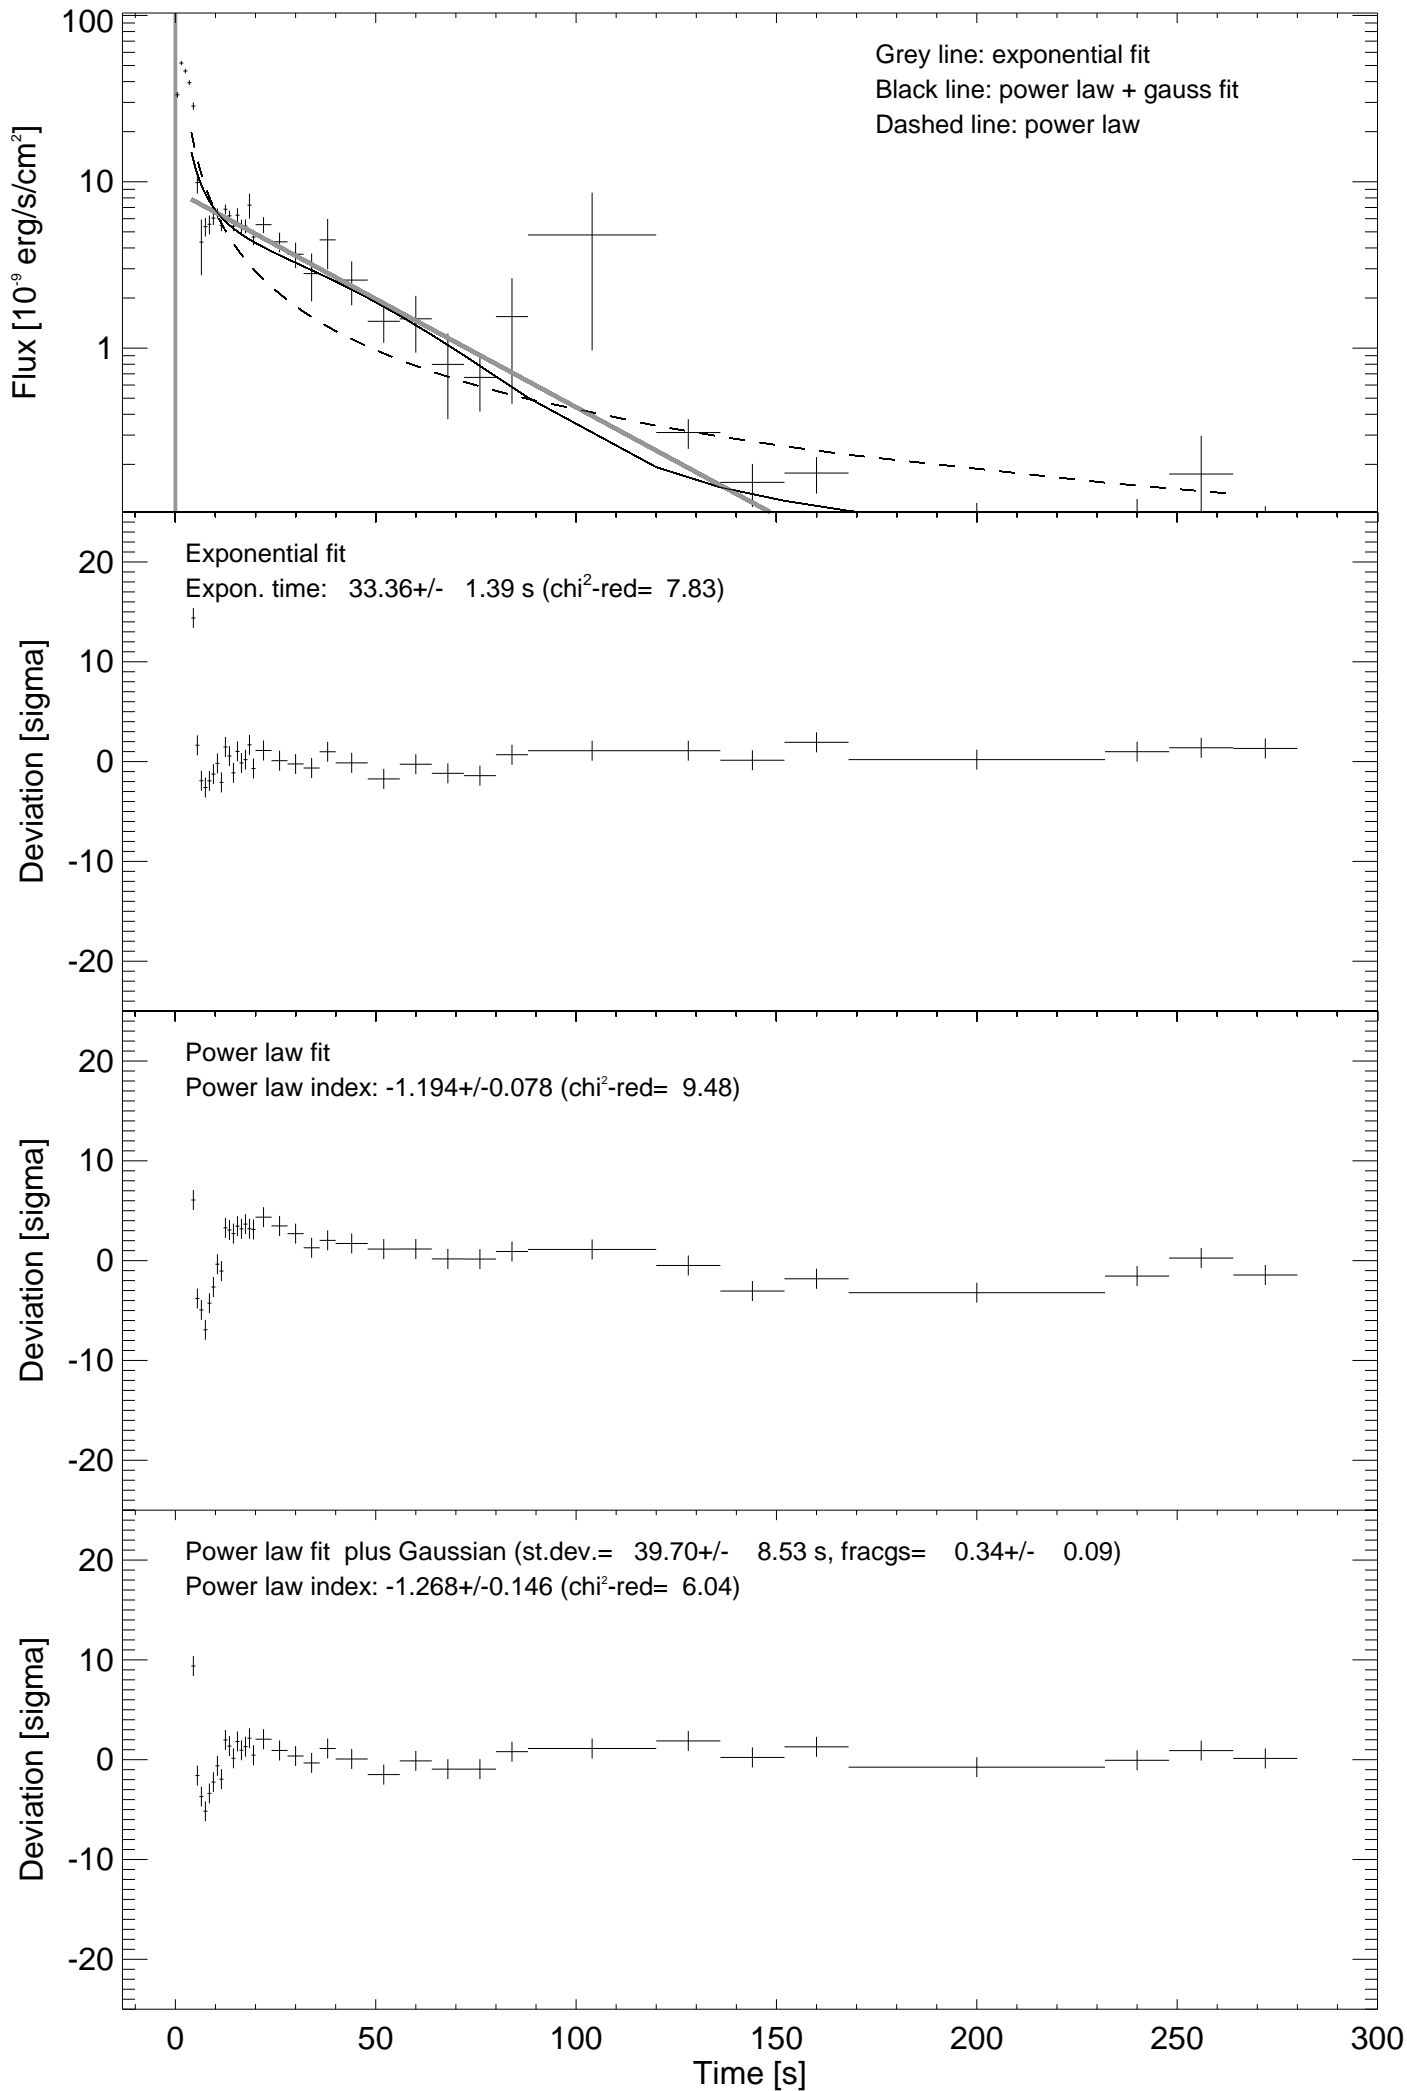 Grey line: exponential fit
Black line: power law + gauss fit
Dashed line: power law
100
10
1
Flux [10⁻⁹ erg/s/cm²]
Exponential fit
Expon. time: 33.36+/- 1.39 s (chi²-red= 7.83)
20
10
0
-10
-20
Deviation [sigma]
Power law fit
Power law index: -1.194+/-0.078 (chi²-red= 9.48)
20
10
0
-10
-20
Deviation [sigma]
Power law fit plus Gaussian (st.dev.= 39.70+/- 8.53 s, fracgs= 0.34+/- 0.09)
Power law index: -1.268+/-0.146 (chi²-red= 6.04)
20
10
0
-10
-20
Deviation [sigma]
0 50 100 150 200 250 300
Time [s]